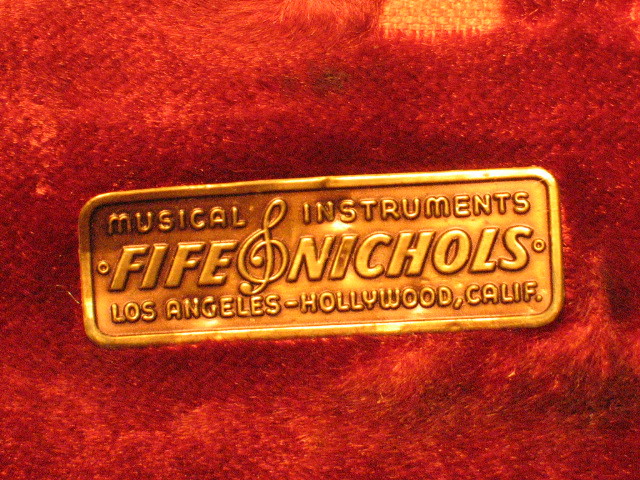 MUSICAL INSTRUMENTS
FIFE & NICHOLS
LOS ANGELES-HOLLYWOOD, CALIF.